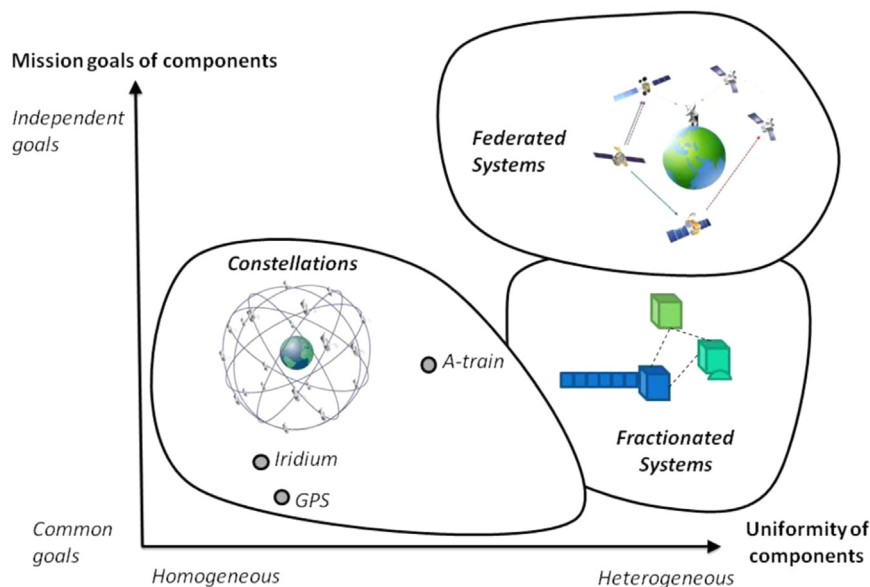 Mission goals of components
Independent
goals
Federated
Systems
Constellations
A-train
Iridium
GPS
Fractionated
Systems
Common
goals
Uniformity of
components
Homogeneous
Heterogeneous